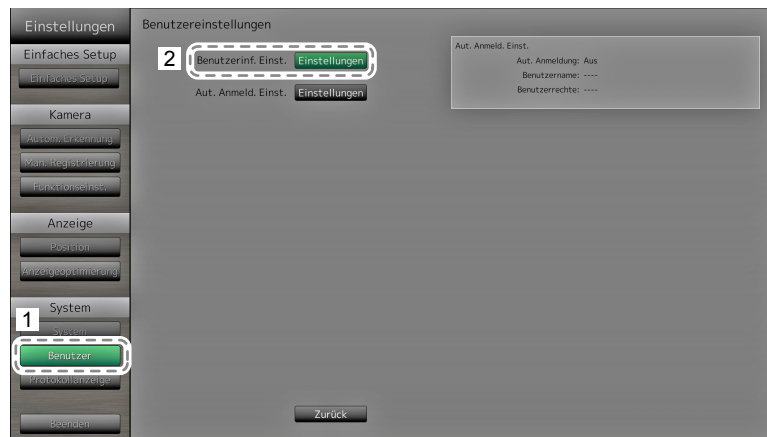 Einstellungen
Einfaches Setup
Einfaches Setup
Kamera
Autom. Erkennung
Man. Registrierung
Funktionseinst.
Anzeige
Position
Anzeigeoptimierung
System
1
System
Benutzer
Protokollanzeige
Beenden
Benutzereinstellungen
2
Benutzerinf. Einst. Einstellungen
Aut. Anmeld. Einst. Einstellungen
Zurück
Aut. Anmeld. Einst.
Aut. Anmeldung: Aus
Benutzername: ----
Benutzerrechte: ----